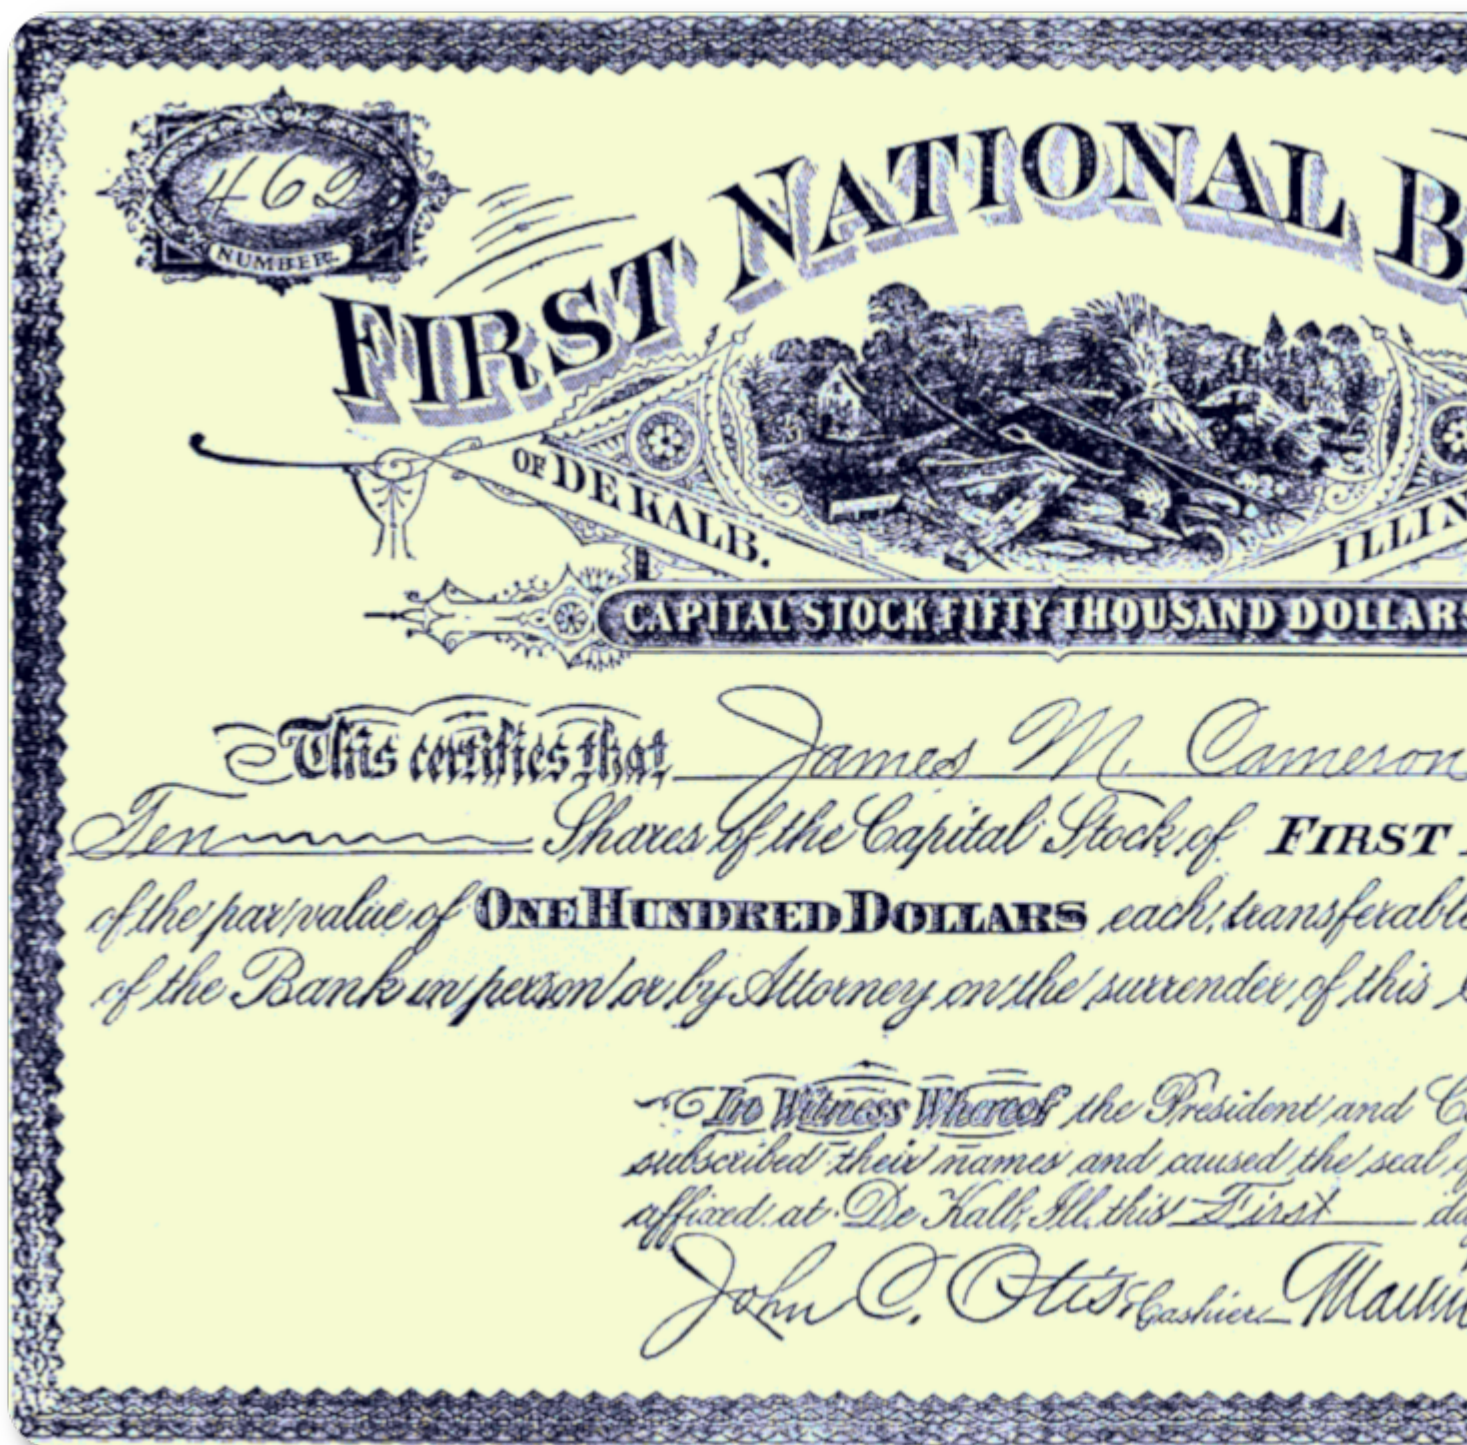 462
NUMBER
FIRST NATIONAL B
OF DE KALB. ILLIN
CAPITAL STOCK FIFTY THOUSAND DOLLARS
This certifies that James M. Cameron
Ten Shares of the Capital Stock of FIRST
of the par value of ONE HUNDRED DOLLARS each, transferable
of the Bank in person or by Attorney on the surrender of this
In Witness Whereof the President and C
subscribed their names and caused the seal
affixed at De Kalb, Ill. this First da
John C. Otis Cashier